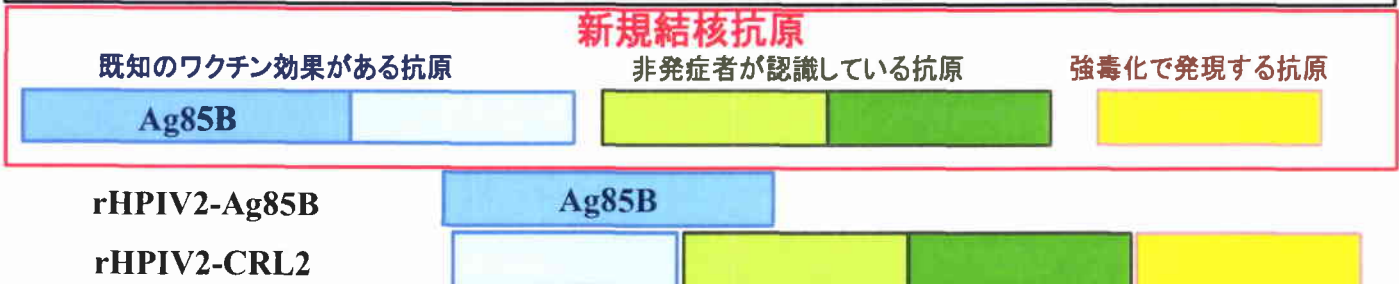 新規結核抗原
既知のワクチン効果がある抗原 非発症者が認識している抗原 強毒化で発現する抗原
Ag85B
rHPIV2-Ag85B Ag85B
rHPIV2-CRL2